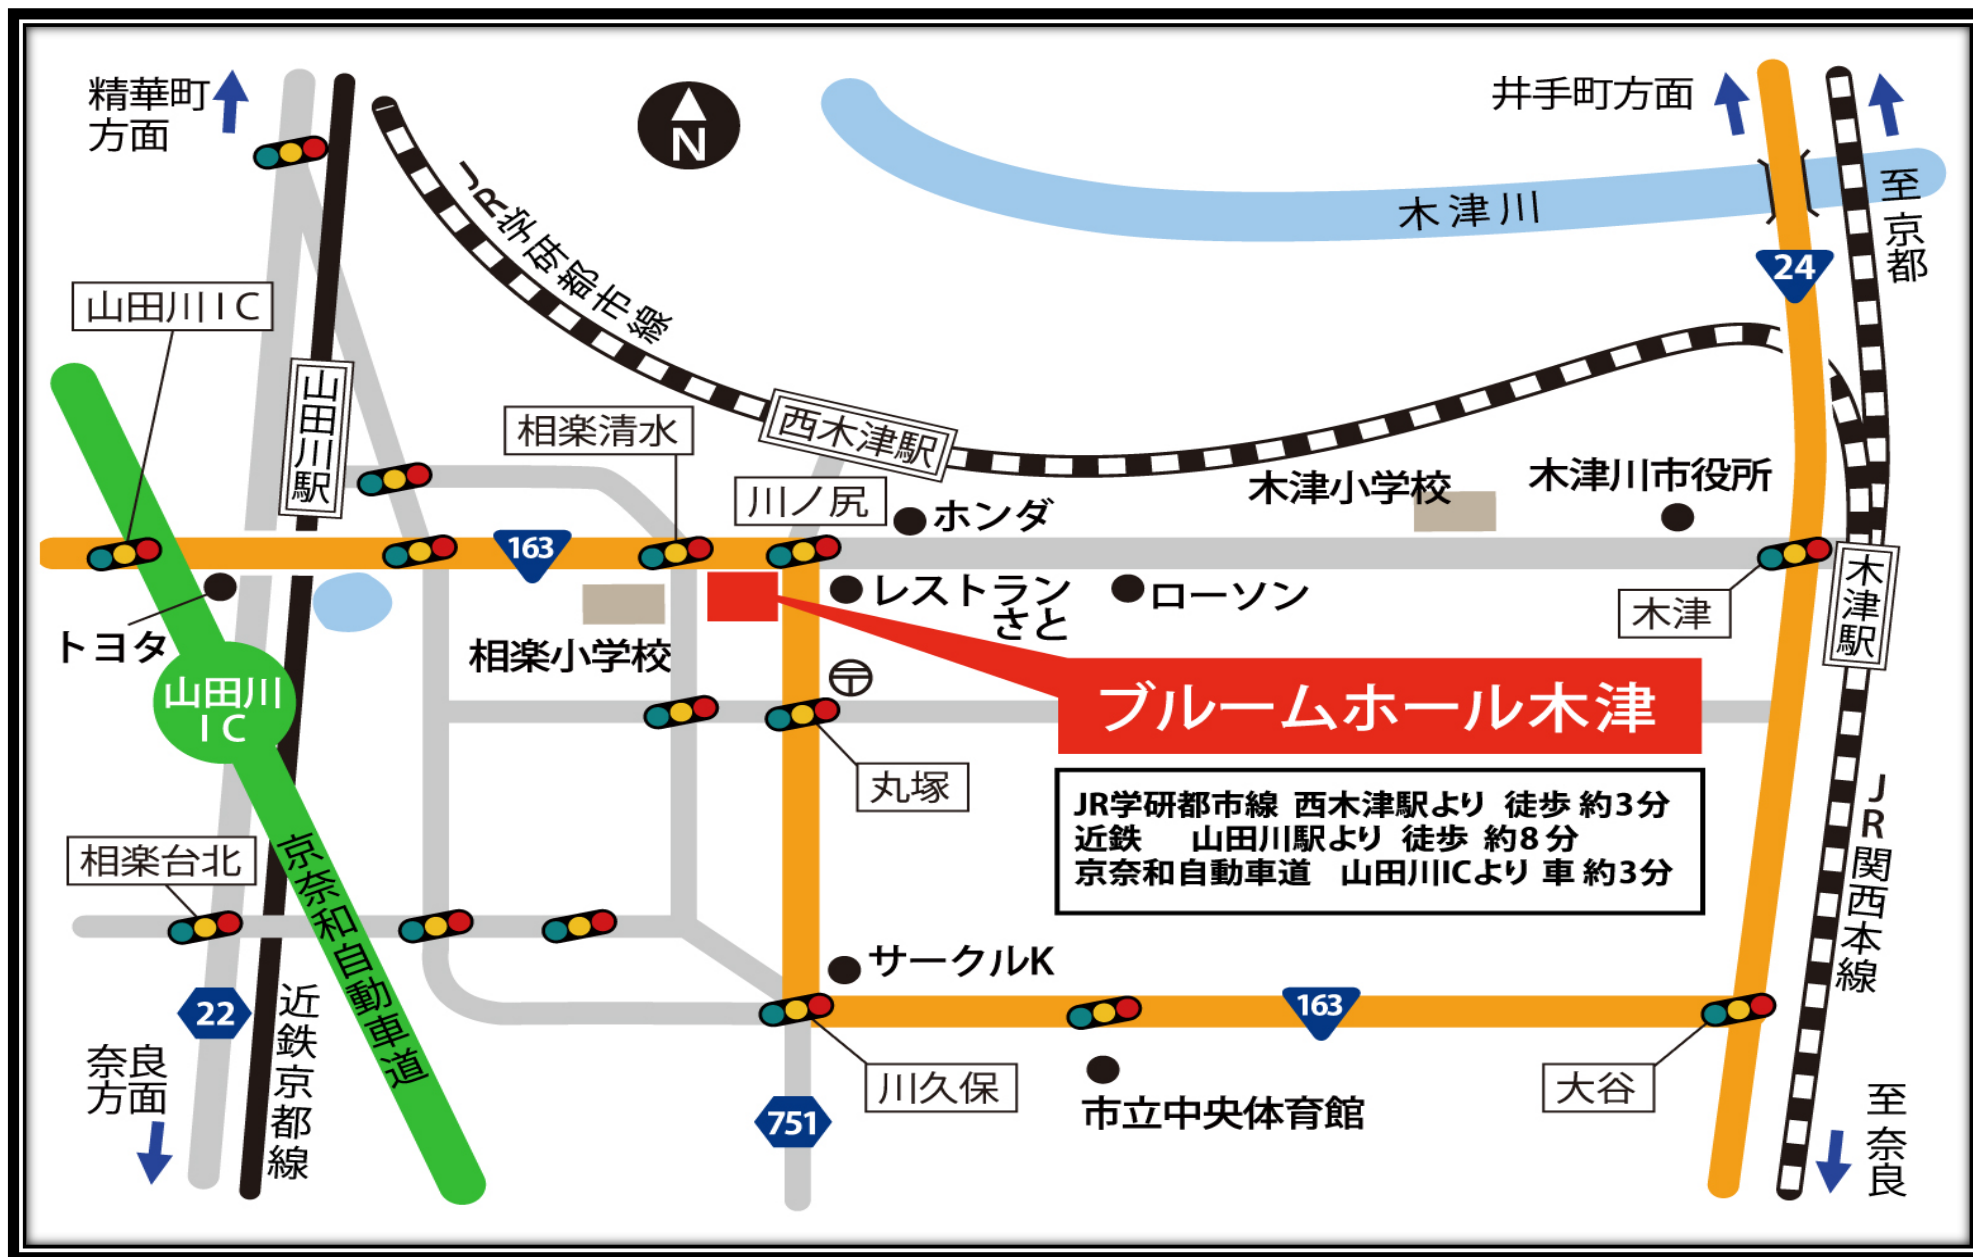 精華町
方面
N
井手町方面
至京都
JR学研都市線
木津川
24
山田川IC
山田川駅
相楽清水
西木津駅
川ノ尻
ホンダ
木津小学校
木津川市役所
163
レストラン
さと
ローソン
木津
木津駅
トヨタ
相楽小学校
山田川
IC
〒
ブルームホール木津
丸塚
JR学研都市線 西木津駅より 徒歩 約3分
近鉄 山田川駅より 徒歩 約8分
京奈和自動車道 山田川ICより 車 約3分
相楽台北
京奈和自動車道
JR関西本線
サークルK
22
近鉄京都線
163
奈良
方面
川久保
大谷
751
市立中央体育館
至奈良